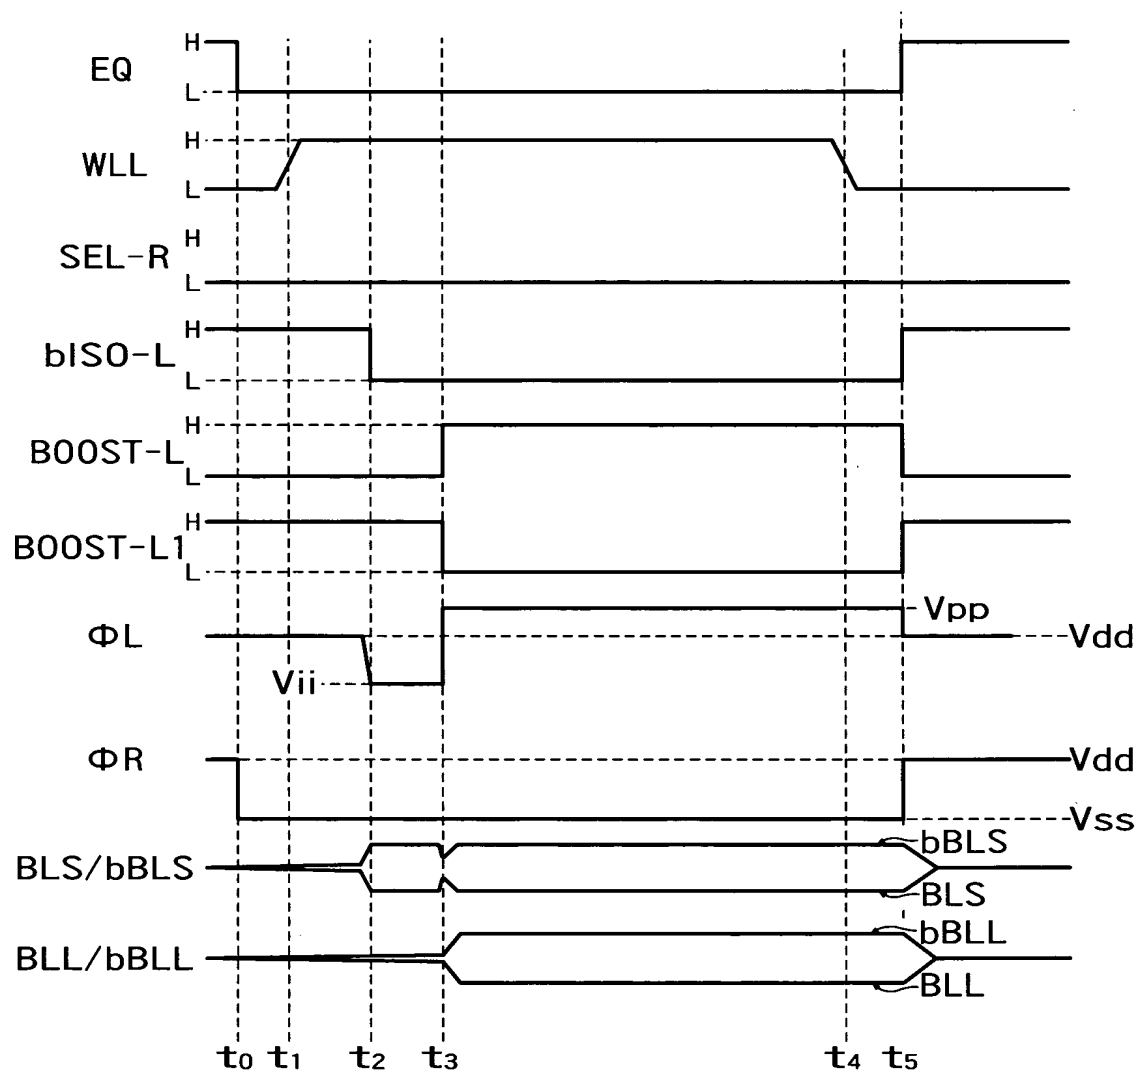 H
EQ
L
H
WLL
L
H
SEL-R
L
H
bISO-L
L
H
BOOST-L
L
H
BOOST-L1
L
Vpp
ΦL
Vdd
Vii
ΦR
Vdd
Vss
bBLS
BLS/bBLS
BLS
bBLL
BLL/bBLL
BLL
t0 t1 t2 t3 t4 t5